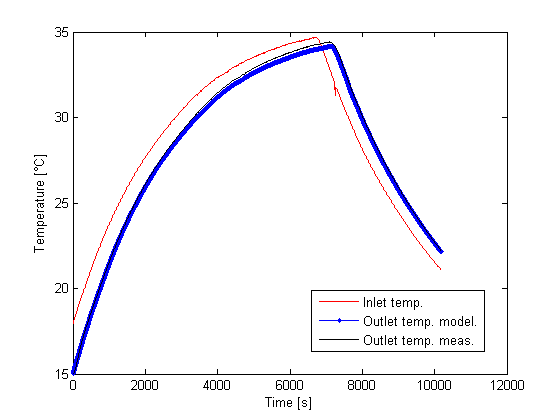 35
30
25
20
15
Temperature [°C]
0
2000
4000
6000
8000
10000
12000
Time [s]
Inlet temp.
Outlet temp. model.
Outlet temp. meas.